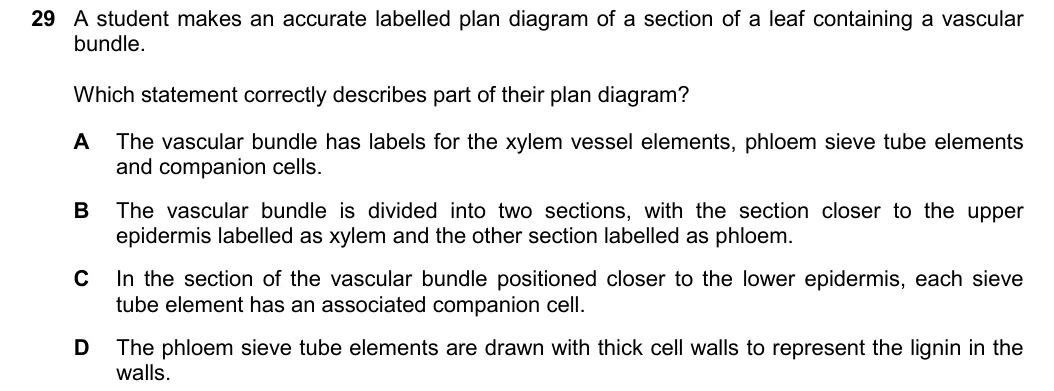 29 A student makes an accurate labelled plan diagram of a section of a leaf containing a vascular
bundle.
Which statement correctly describes part of their plan diagram?
A The vascular bundle has labels for the xylem vessel elements, phloem sieve tube elements
and companion cells.
B The vascular bundle is divided into two sections, with the section closer to the upper
epidermis labelled as xylem and the other section labelled as phloem.
C In the section of the vascular bundle positioned closer to the lower epidermis, each sieve
tube element has an associated companion cell.
D The phloem sieve tube elements are drawn with thick cell walls to represent the lignin in the
walls.